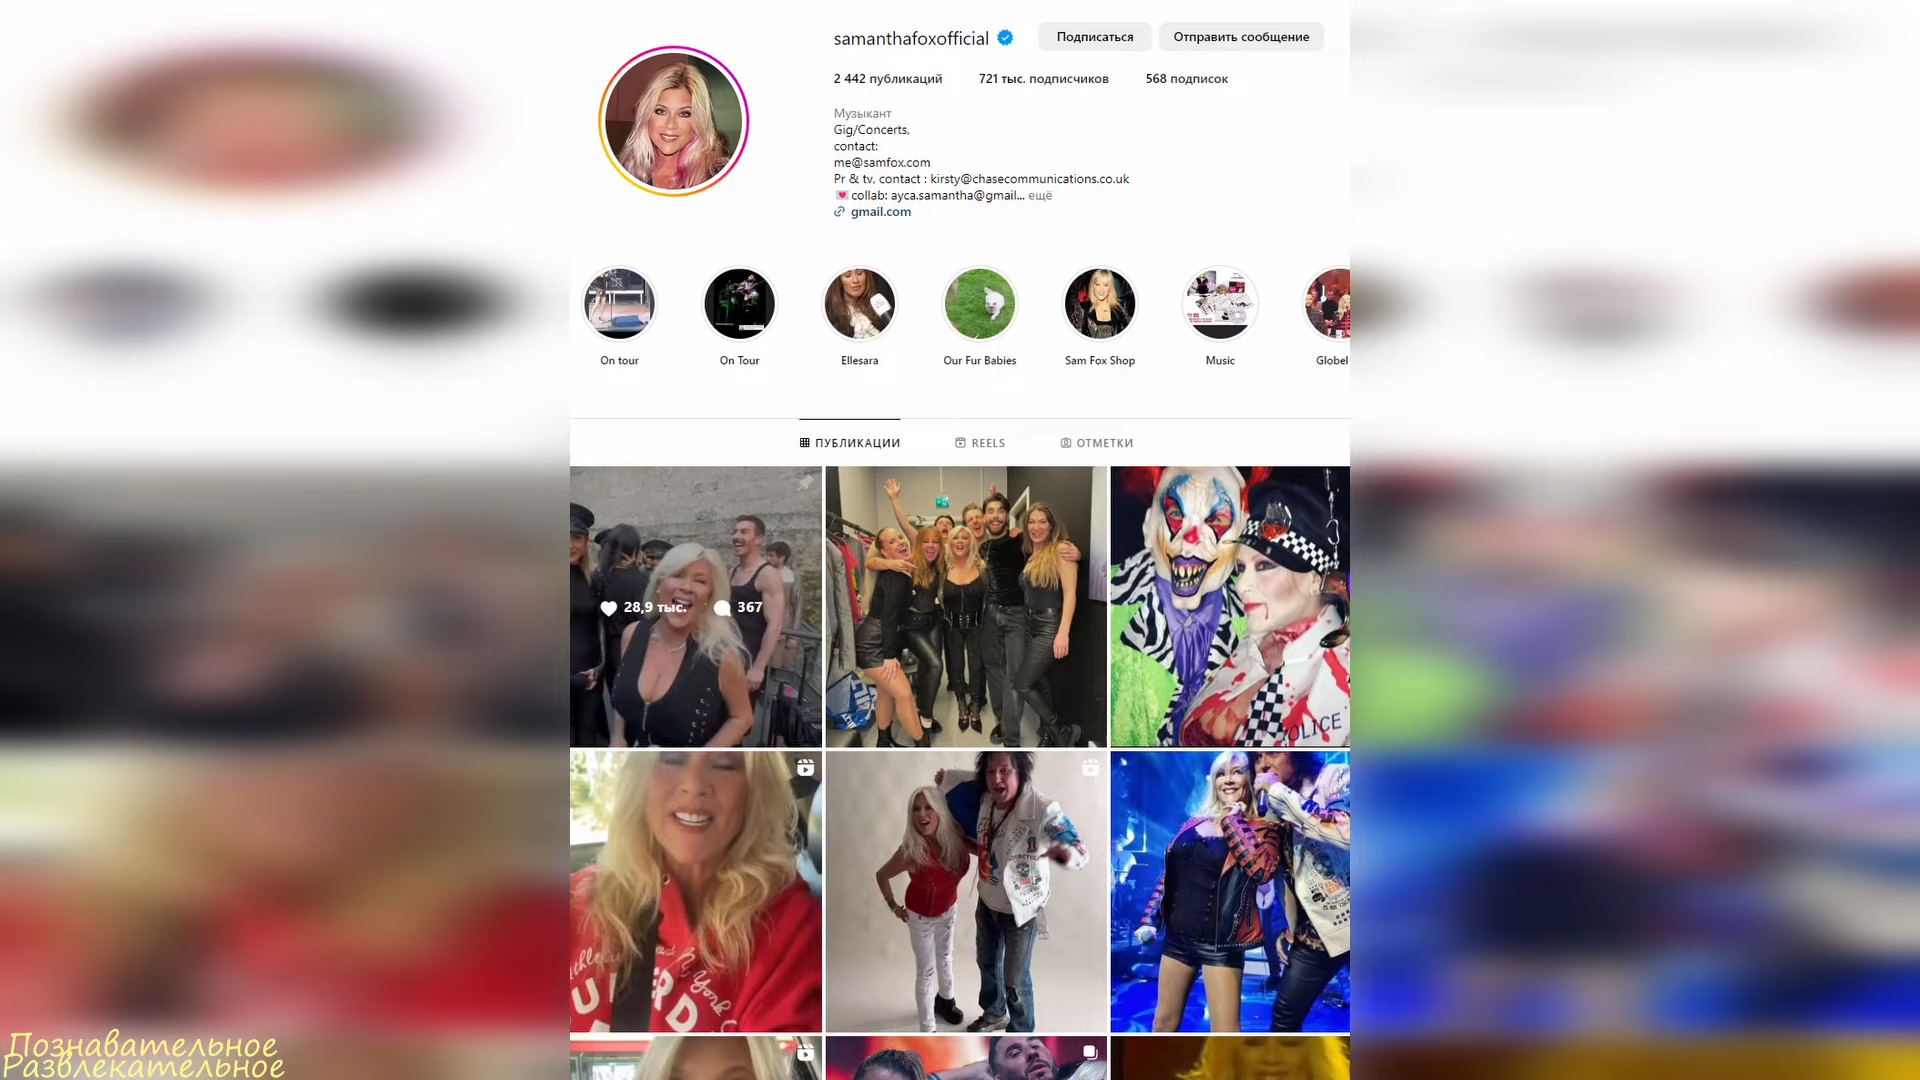 samanthafoxofficial
Подписаться
Отправить сообщение
2 442 публикаций
721 тыс. подписчиков
568 подписок
Музыкант
Gig/Concerts,
contact:
me@samfox.com
Pr & tv, contact : kirsty@chasecommunications.co.uk
💌 collab: ayca.samantha@gmail... ещё
gmail.com
On tour
On Tour
Ellesara
Our Fur Babies
Sam Fox Shop
Music
Globel
ПУБЛИКАЦИИ
REELS
ОТМЕТКИ
28,9 тыс.
367
OLICE
York
Познавательное
Развлекательное